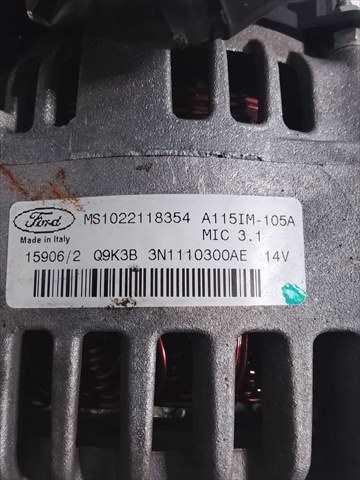 Ford MS1022118354 A115IM-105A
Made in Italy MIC 3.1
15906/2 Q9K3B 3N1110300AE 14V